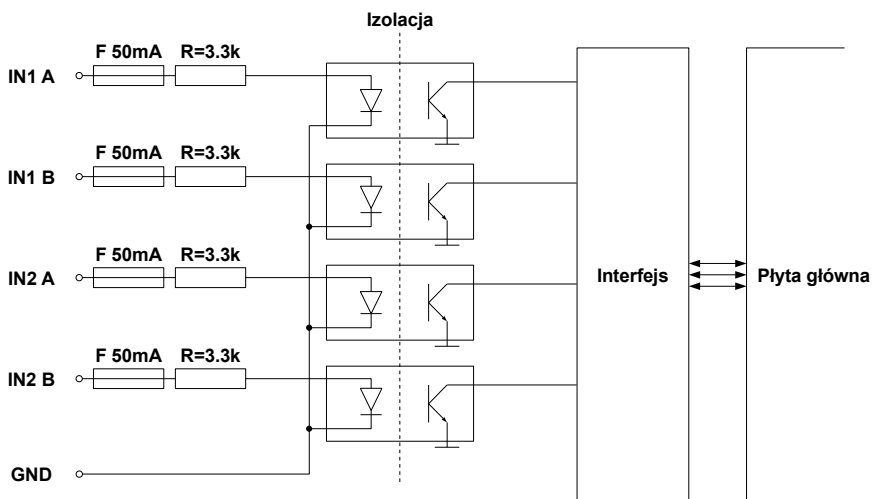 Izolacja
F 50mA R=3.3k
IN1 A
F 50mA R=3.3k
IN1 B
F 50mA R=3.3k
IN2 A
Interfejs
Płyta główna
F 50mA R=3.3k
IN2 B
GND